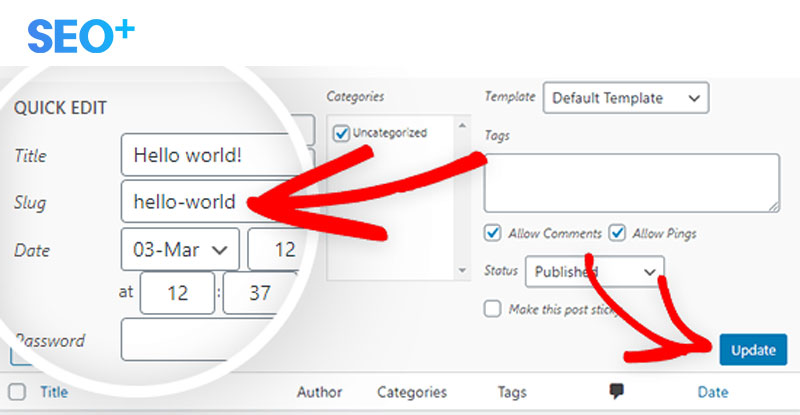 SEO+
QUICK EDIT
Title Hello world!
Slug hello-world
Date 03-Mar 12
at 12 : 37
Password
Categories
Uncategorized
Template Default Template
Tags
Allow Comments Allow Pings
Status Published
Make this post sticky
Update
Title Author Categories Tags Date